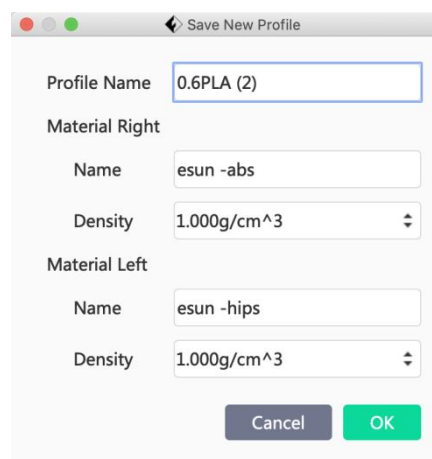 Save New Profile
Profile Name 0.6PLA (2)
Material Right
Name esun -abs
Density 1.000g/cm^3
Material Left
Name esun -hips
Density 1.000g/cm^3
Cancel OK